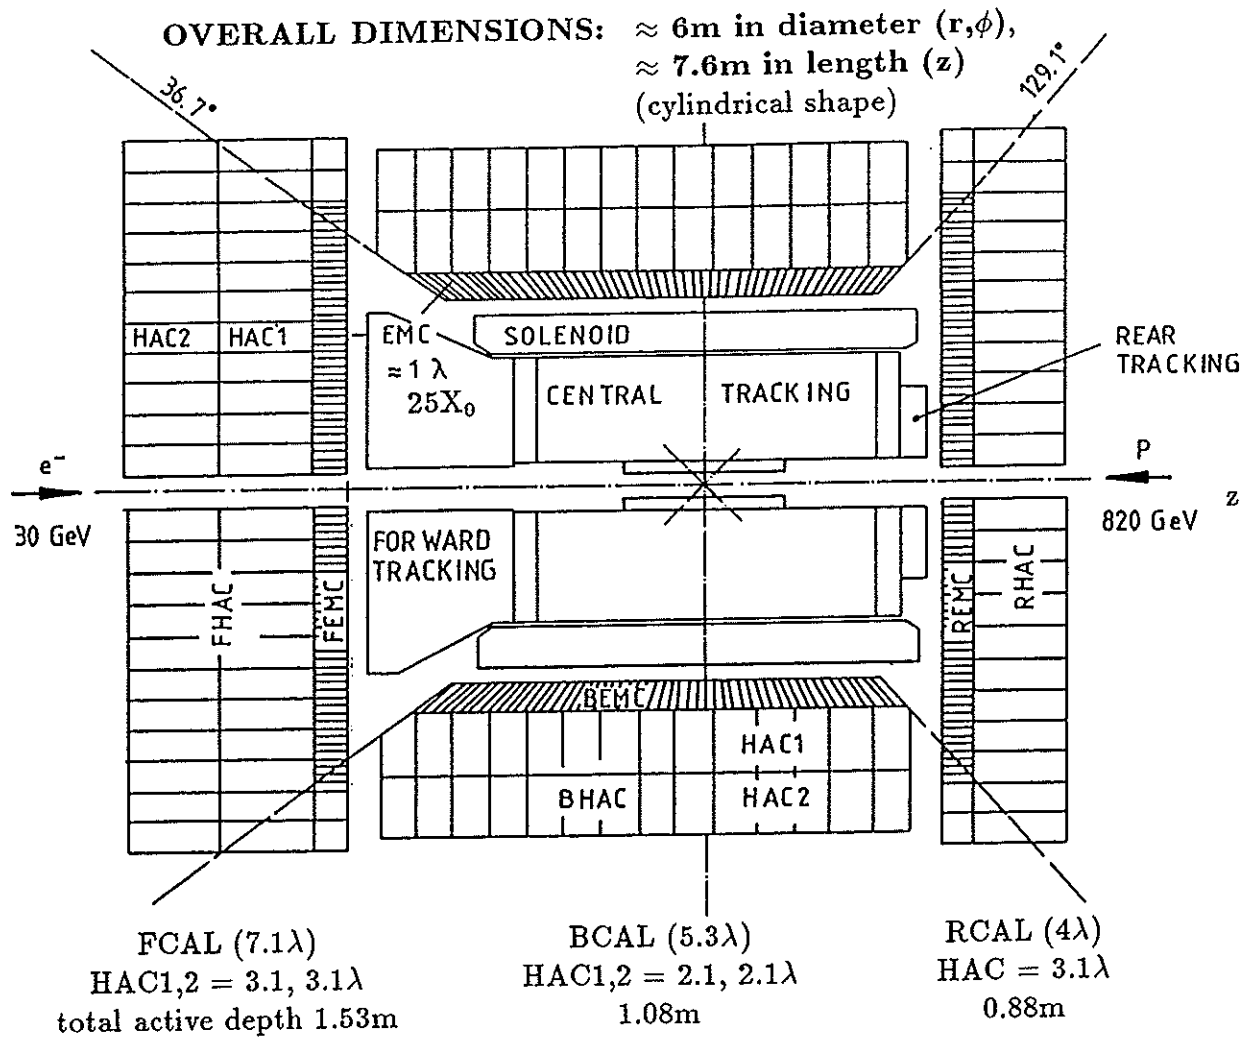 OVERALL DIMENSIONS: ≈ 6m in diameter (r,ϕ),
≈ 7.6m in length (z)
(cylindrical shape)
36.7°
129.1°
HAC2
HAC1
EMC
≈ 1 λ
25X₀
SOLENOID
CENTRAL TRACKING
REAR
TRACKING
e⁻
30 GeV
P
820 GeV
z
FORWARD
TRACKING
FHAC
FEMC
REMC
RHAC
BEMC
HAC1
BHAC
HAC2
FCAL (7.1λ)
HAC1,2 = 3.1, 3.1λ
total active depth 1.53m
BCAL (5.3λ)
HAC1,2 = 2.1, 2.1λ
1.08m
RCAL (4λ)
HAC = 3.1λ
0.88m